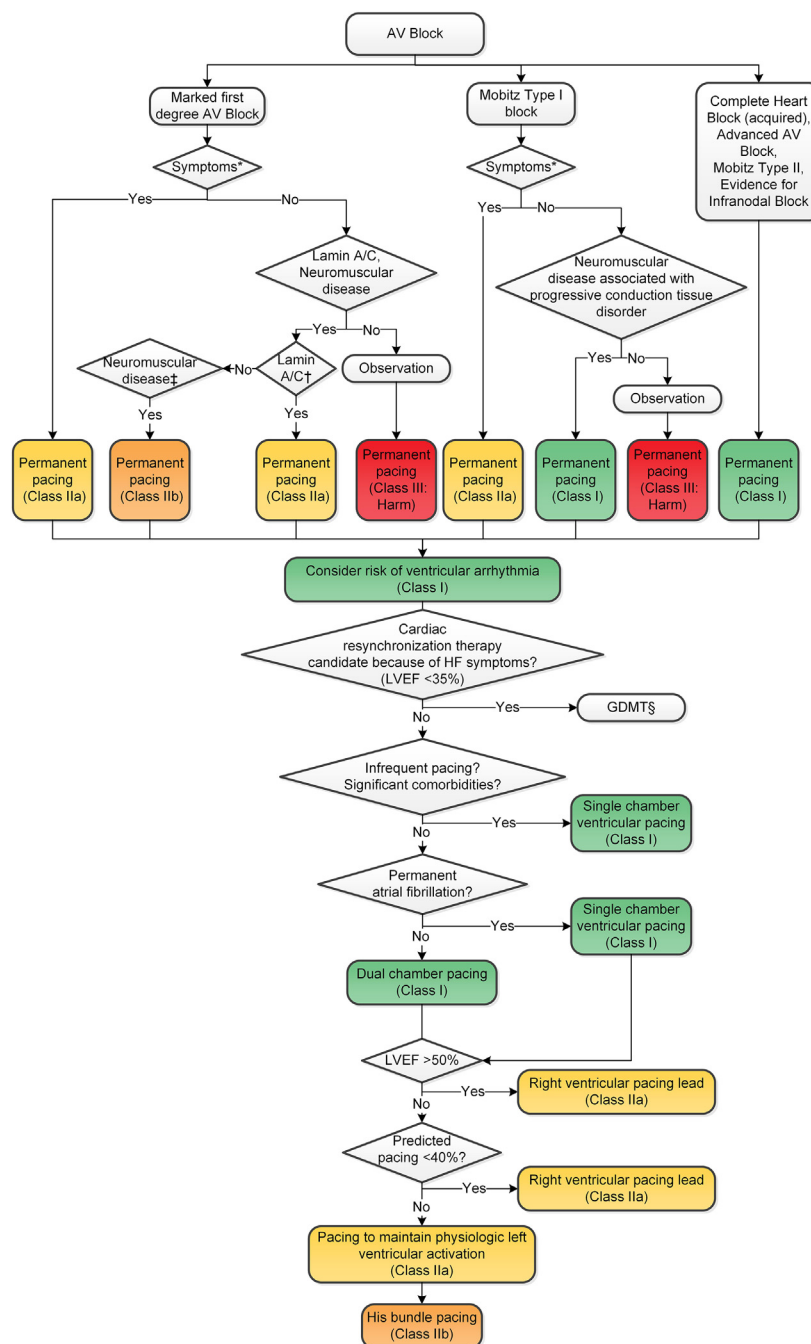 AV Block
Marked first
degree AV Block
Mobitz Type I
block
Complete Heart
Block (acquired),
Advanced AV
Block,
Mobitz Type II,
Evidence for
Infranodal Block
Symptoms*
Symptoms*
Yes
No
Yes
No
Lamin A/C,
Neuromuscular
disease
Neuromuscular
disease associated with
progressive conduction tissue
disorder
Yes
No
Yes
No
Neuromuscular
disease‡
No
Lamin
A/C†
Observation
Observation
Yes
Yes
Permanent
pacing
(Class IIa)
Permanent
pacing
(Class IIb)
Permanent
pacing
(Class IIa)
Permanent
pacing
(Class III:
Harm)
Permanent
pacing
(Class IIa)
Permanent
pacing
(Class I)
Permanent
pacing
(Class III:
Harm)
Permanent
pacing
(Class I)
Consider risk of ventricular arrhythmia
(Class I)
Cardiac
resynchronization therapy
candidate because of HF symptoms?
(LVEF <35%)
Yes
GDMT§
No
Infrequent pacing?
Significant comorbidities?
Yes
Single chamber
ventricular pacing
(Class I)
No
Permanent
atrial fibrillation?
Yes
Single chamber
ventricular pacing
(Class I)
No
Dual chamber pacing
(Class I)
LVEF >50%
Yes
Right ventricular pacing lead
(Class IIa)
No
Predicted
pacing <40%?
Yes
Right ventricular pacing lead
(Class IIa)
No
Pacing to maintain physiologic left
ventricular activation
(Class IIa)
His bundle pacing
(Class IIb)